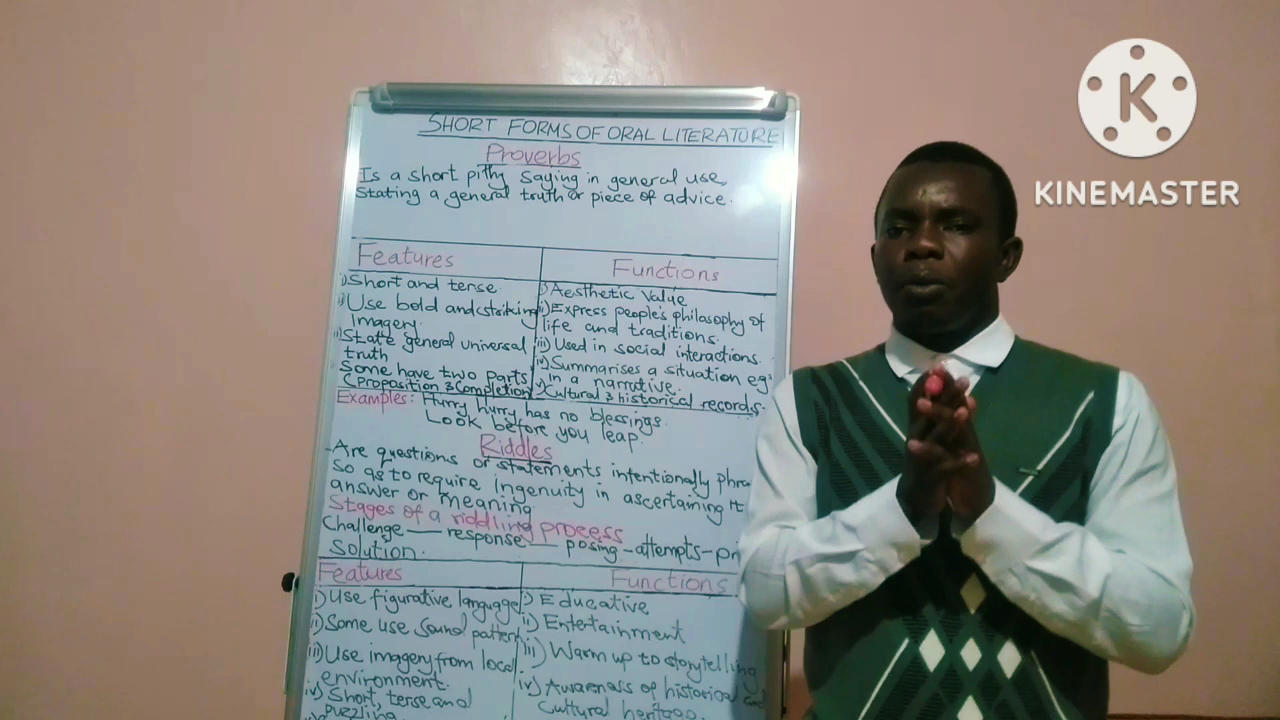 SHORT FORMS OF ORAL LITERATURE
Proverbs
Is a short pithy saying in general use,
stating a general truth or piece of advice.
Features
i) Short and terse
ii) Use bold and striking
imagery.
iii) State general universal
truth
Some have two parts
(proposition & Completion)
Functions
i) Aesthetic Value
ii) Express people's philosophy of
life and traditions.
iii) Used in social interactions.
iv) Summarises a situation eg
in a narrative.
v) Cultural & historical records.
Examples: Hurry hurry has no blessings.
Look before you leap.
Riddles
- Are questions or statements intentionally
so as to require ingenuity in ascertaining it
answer or meaning
Stages of a riddling process
Challenge — response — posing - attempts -
Solution.
Features
i) Use figurative language
ii) Some use sound pattern
iii) Use imagery from local
environment.
iv) Short, terse and
puzzling
Functions
i) Educative
ii) Entertainment
iii) Warm up to storytelling
iv) Awareness of historical and
cultural heritage.
K
KINEMASTER